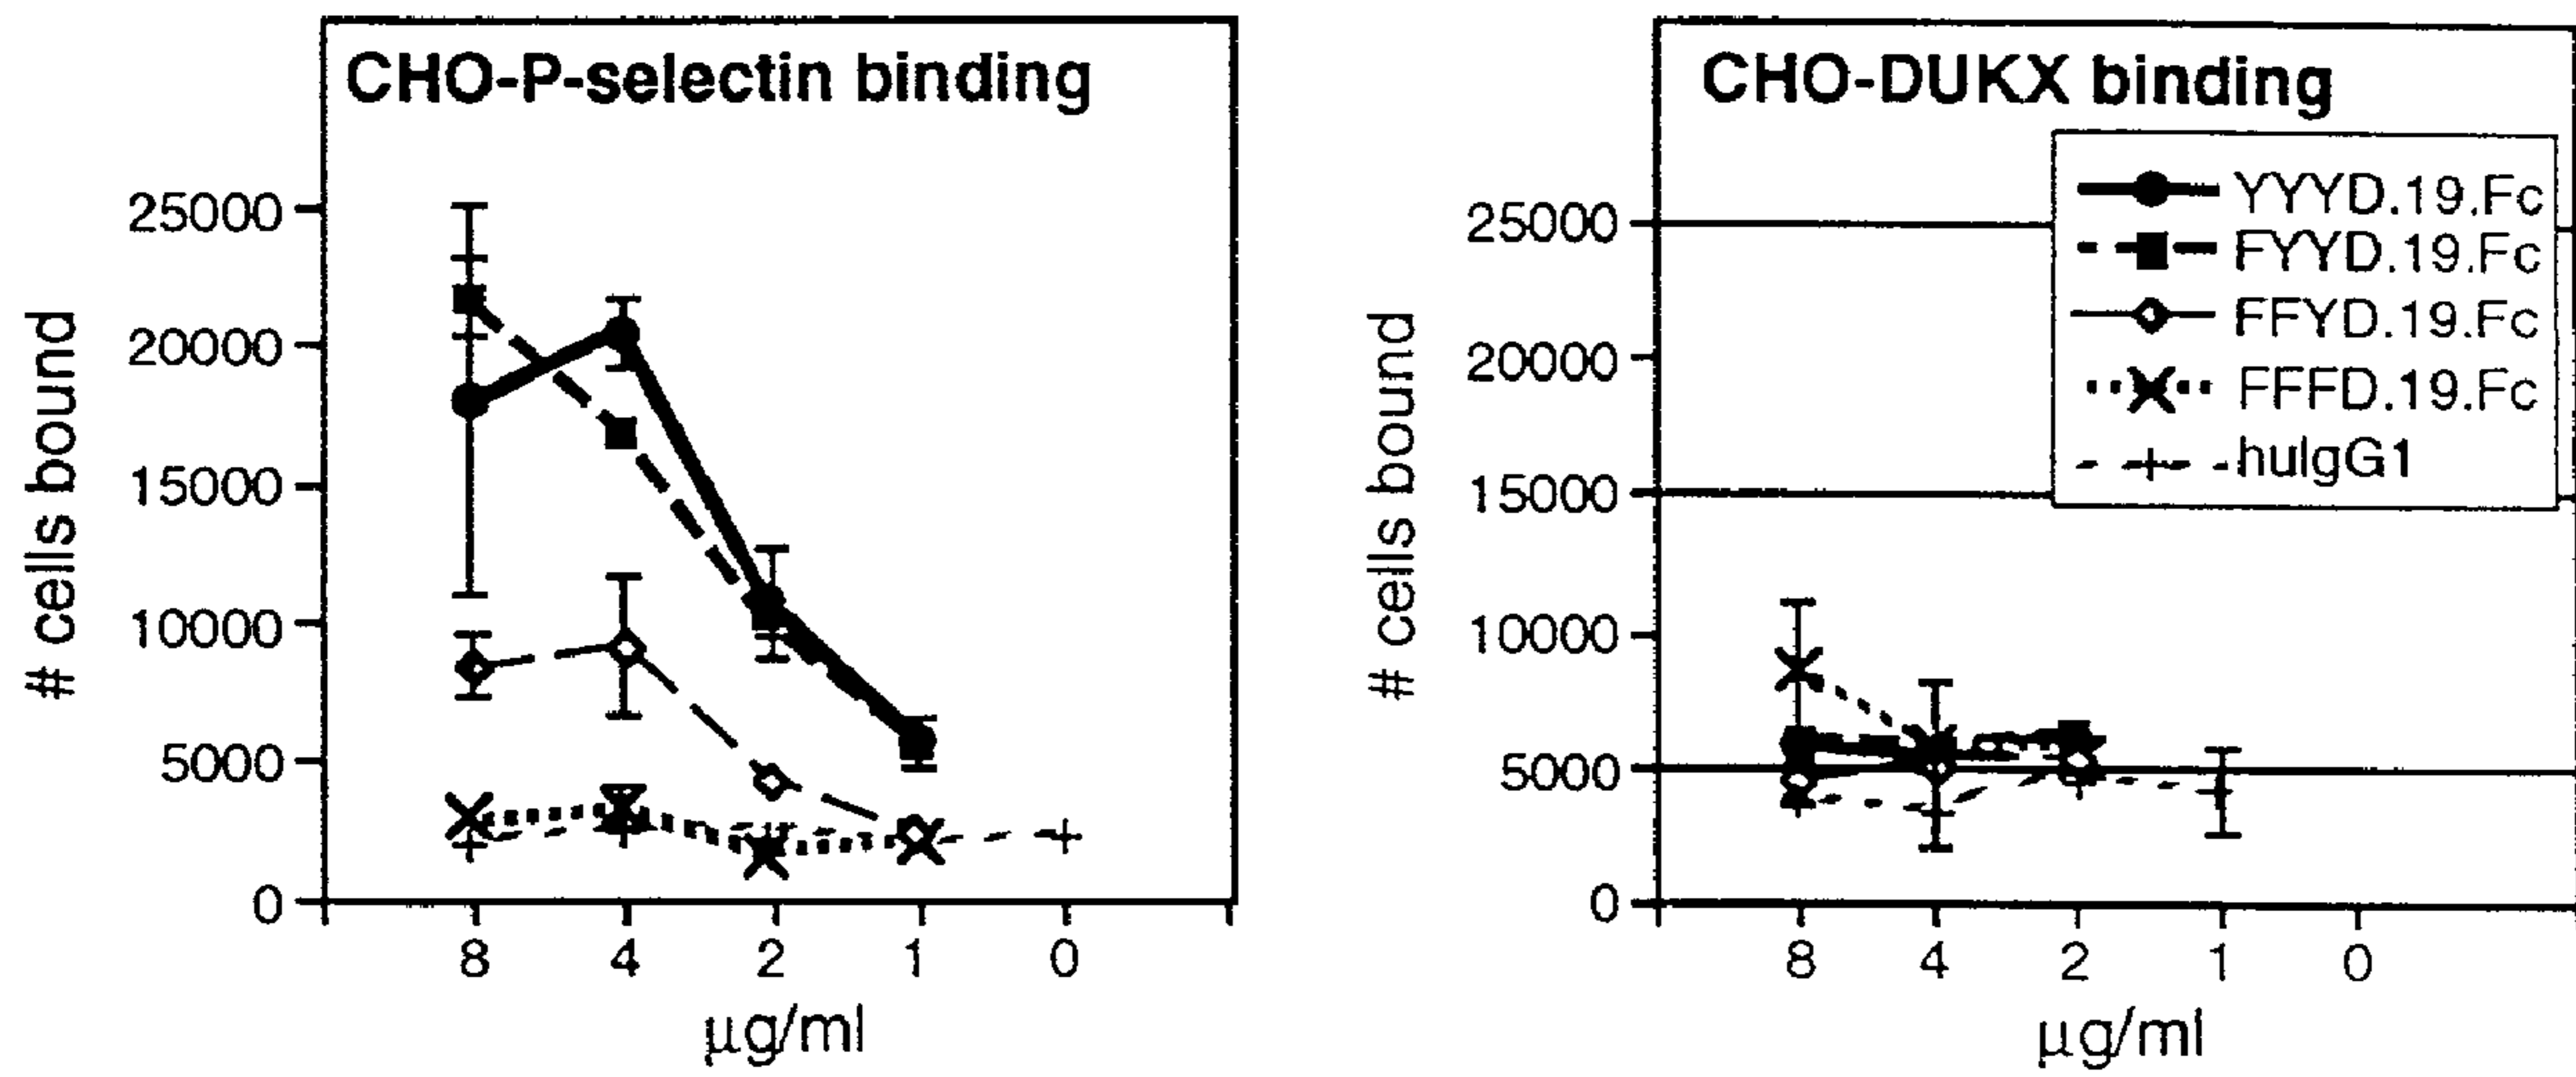 CHO-P-selectin binding
25000
20000
15000
10000
5000
0
# cells bound
8 4 2 1 0
µg/ml
CHO-DUKX binding
YYYD.19.Fc
FYYD.19.Fc
FFYD.19.Fc
FFFD.19.Fc
huIgG1
25000
20000
15000
10000
5000
0
# cells bound
8 4 2 1 0
µg/ml